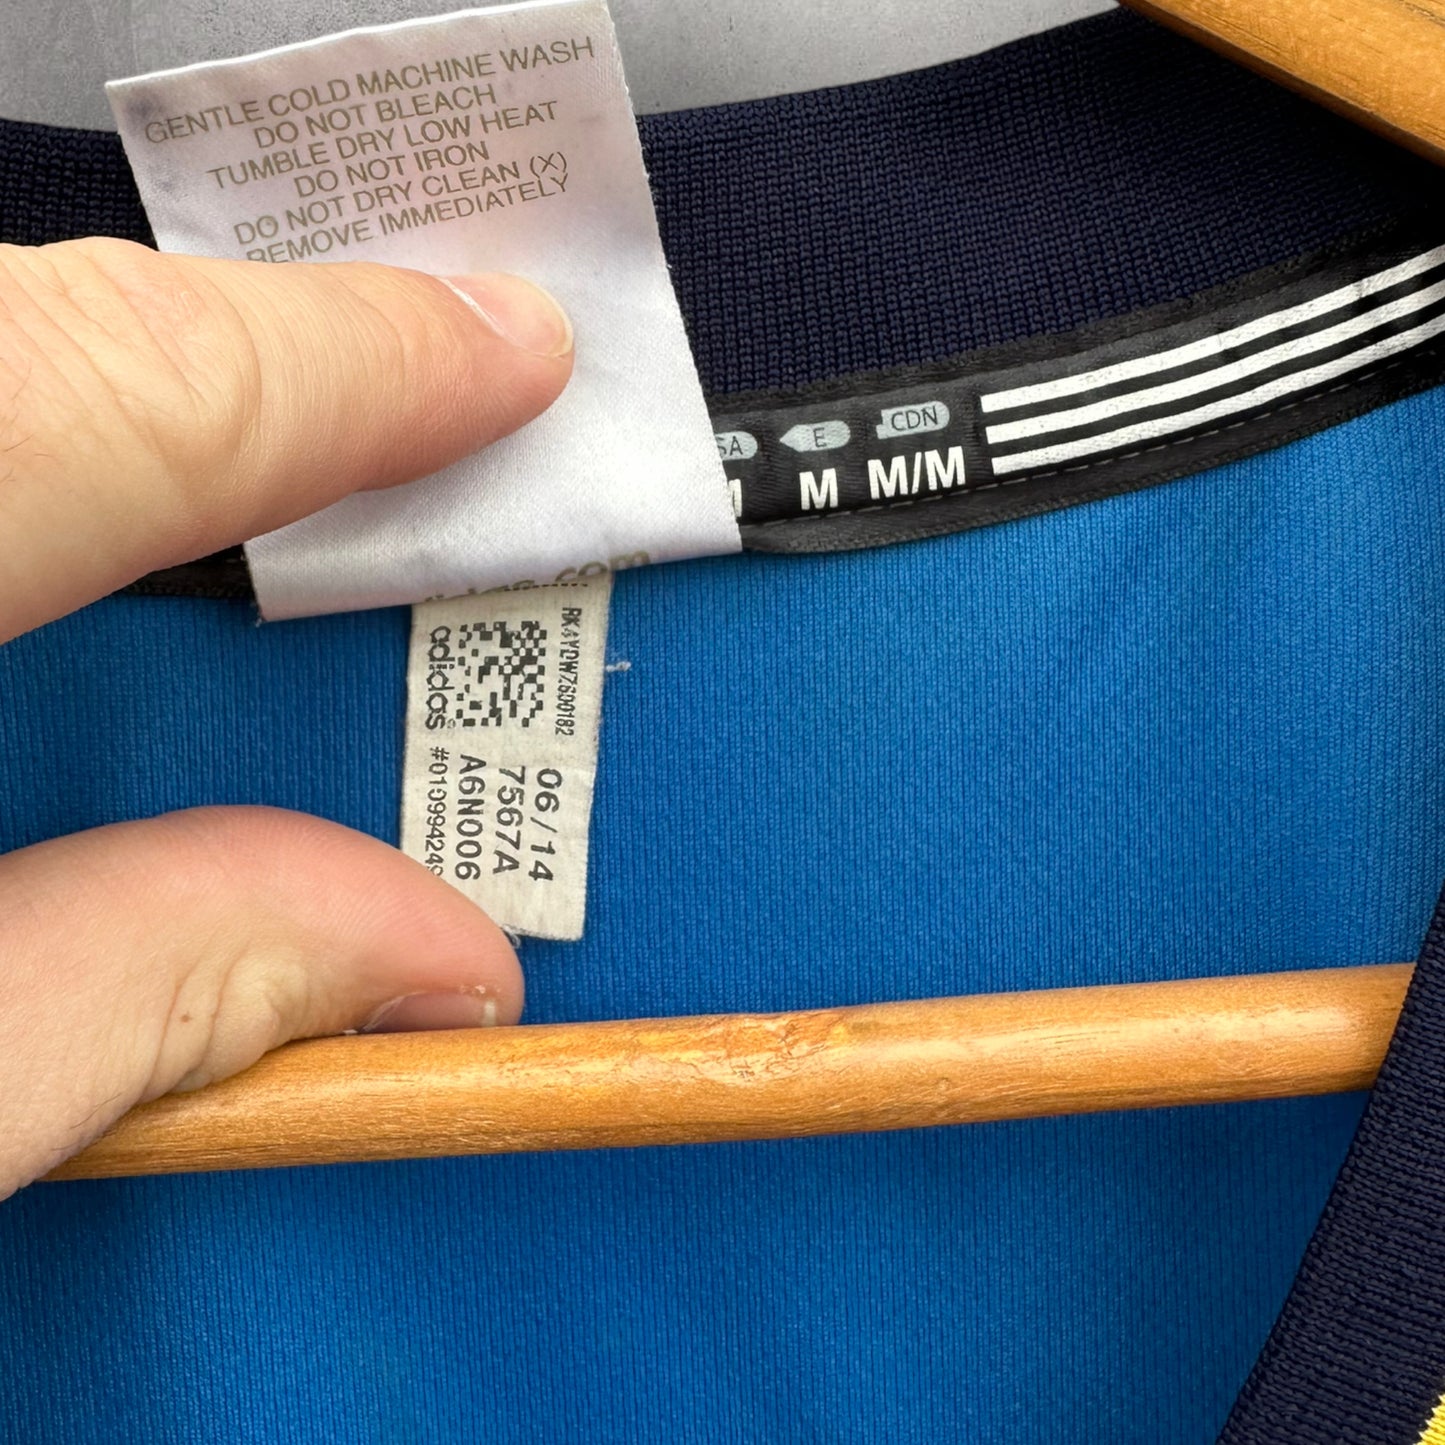 GENTLE COLD MACHINE WASH
DO NOT BLEACH
TUMBLE DRY LOW HEAT
DO NOT IRON
DO NOT DRY CLEAN (X)
REMOVE IMMEDIATELY
E
CDN
M
M/M
adidas
RK4YDWZ6D0182
06/14
7567A
A6N006